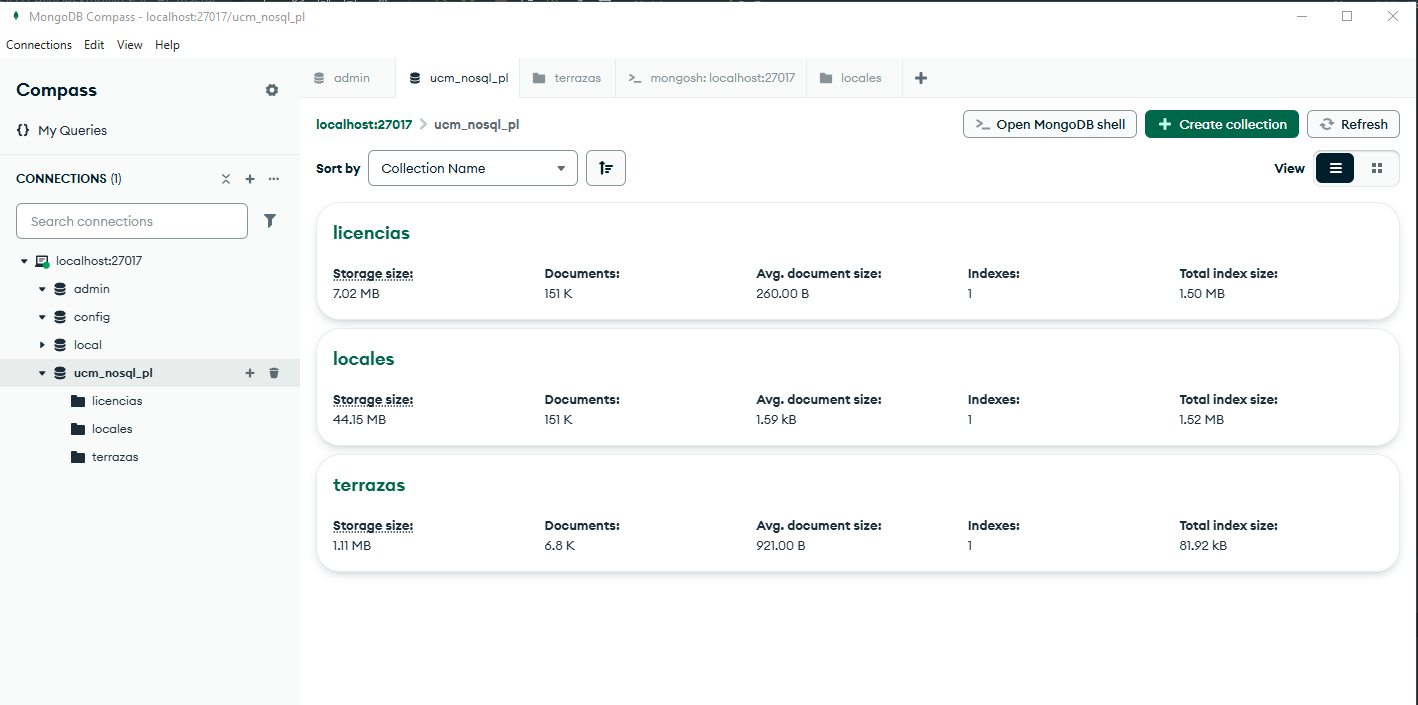 MongoDB Compass - localhost:27017/ucm_nosql_pl
Connections Edit View Help
Compass
My Queries
CONNECTIONS (1)
Search connections
localhost:27017
admin
config
local
ucm_nosql_pl
licencias
locales
terrazas
admin ucm_nosql_pl terrazas >_ mongosh: localhost:27017 locales
localhost:27017 > ucm_nosql_pl
>_ Open MongoDB shell + Create collection Refresh
Sort by Collection Name View
licencias
Storage size: Documents: Avg. document size: Indexes: Total index size:
7.02 MB 151 K 260.00 B 1 1.50 MB
locales
Storage size: Documents: Avg. document size: Indexes: Total index size:
44.15 MB 151 K 1.59 kB 1 1.52 MB
terrazas
Storage size: Documents: Avg. document size: Indexes: Total index size:
1.11 MB 6.8 K 921.00 B 1 81.92 kB